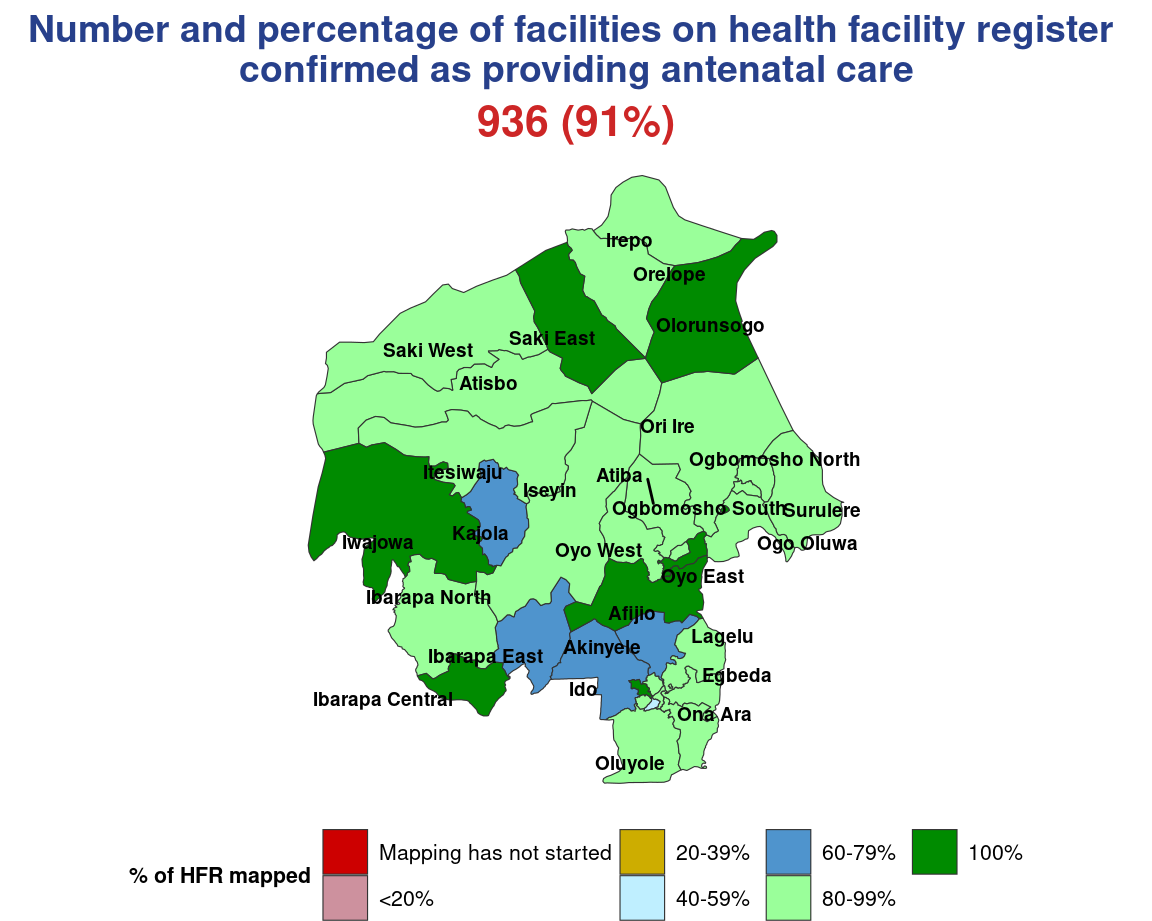 Number and percentage of facilities on health facility register
confirmed as providing antenatal care
936 (91%)
Irepo
Orelope
Olorunsogo
Saki East
Saki West
Atisbo
Ori Ire
Ogbomosho North
Itesiwaju
Atiba
Iseyin
Ogbomosho South
Surulere
Kajola
Iwajowa
Oyo West
Ogo Oluwa
Oyo East
Ibarapa North
Afijio
Lagelu
Akinyele
Ibarapa East
Egbeda
Ido
Ibarapa Central
Ona Ara
Oluyole
% of HFR mapped
Mapping has not started
<20%
20-39%
40-59%
60-79%
80-99%
100%